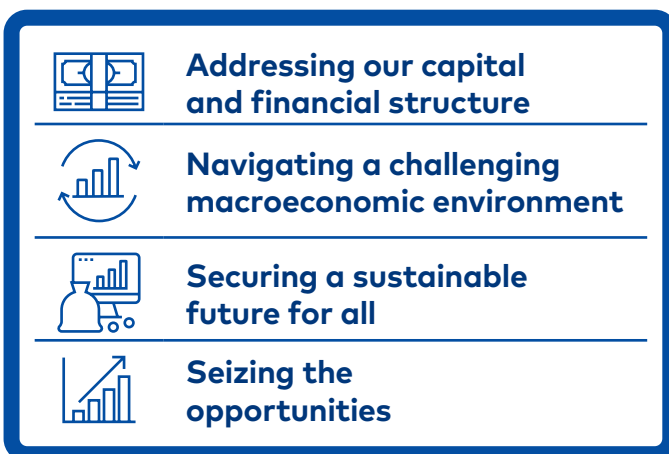 Addressing our capital
and financial structure
Navigating a challenging
macroeconomic environment
Securing a sustainable
future for all
Seizing the
opportunities